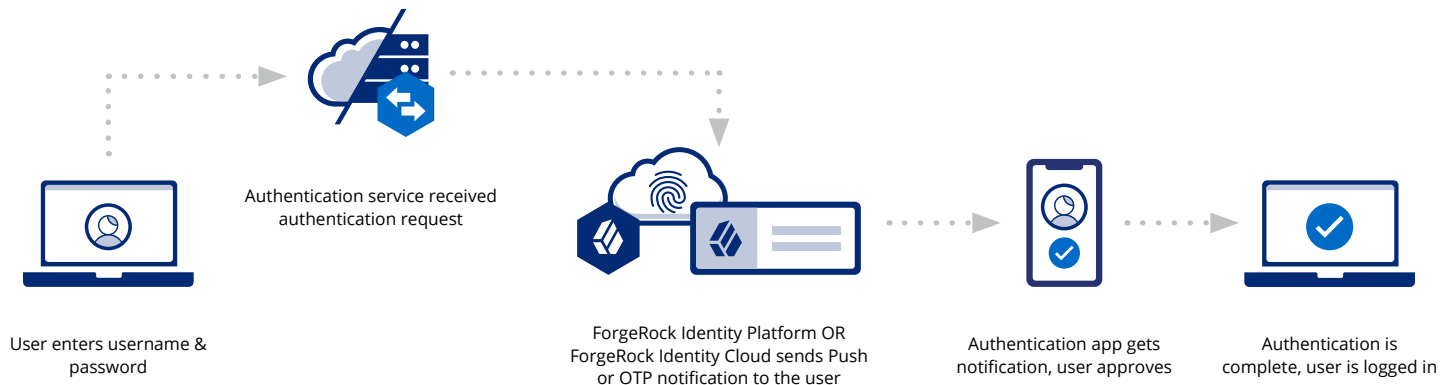 User enters username &
password
Authentication service received
authentication request
ForgeRock Identity Platform OR
ForgeRock Identity Cloud sends Push
or OTP notification to the user
Authentication app gets
notification, user approves
Authentication is
complete, user is logged in